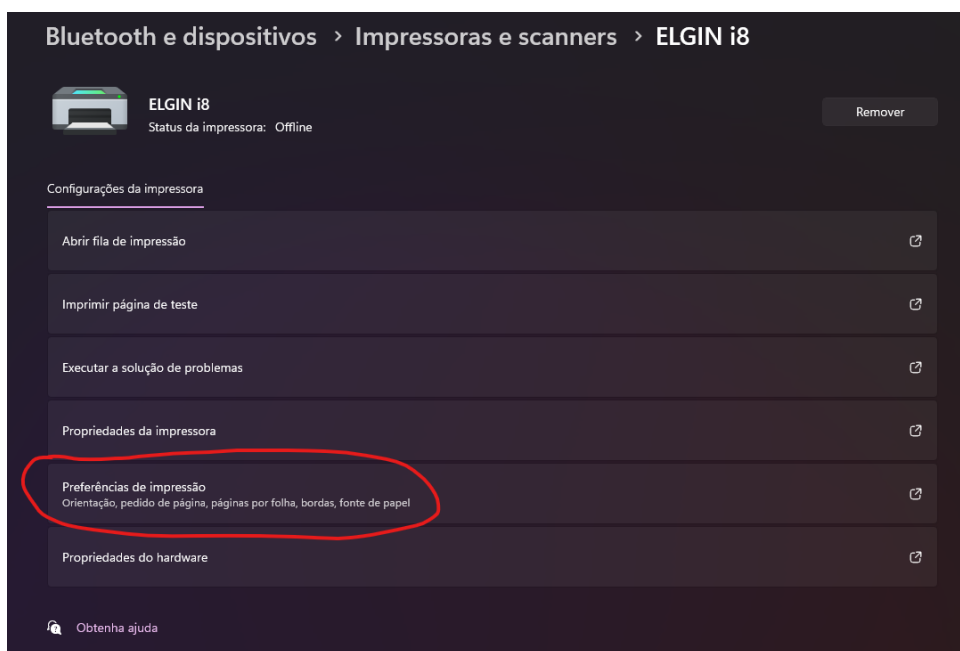 Bluetooth e dispositivos > Impressoras e scanners > ELGIN i8
ELGIN i8
Status da impressora: Offline
Remover
Configurações da impressora
Abrir fila de impressão
Imprimir página de teste
Executar a solução de problemas
Propriedades da impressora
Preferências de impressão
Orientação, pedido de página, páginas por folha, bordas, fonte de papel
Propriedades do hardware
Obtenha ajuda